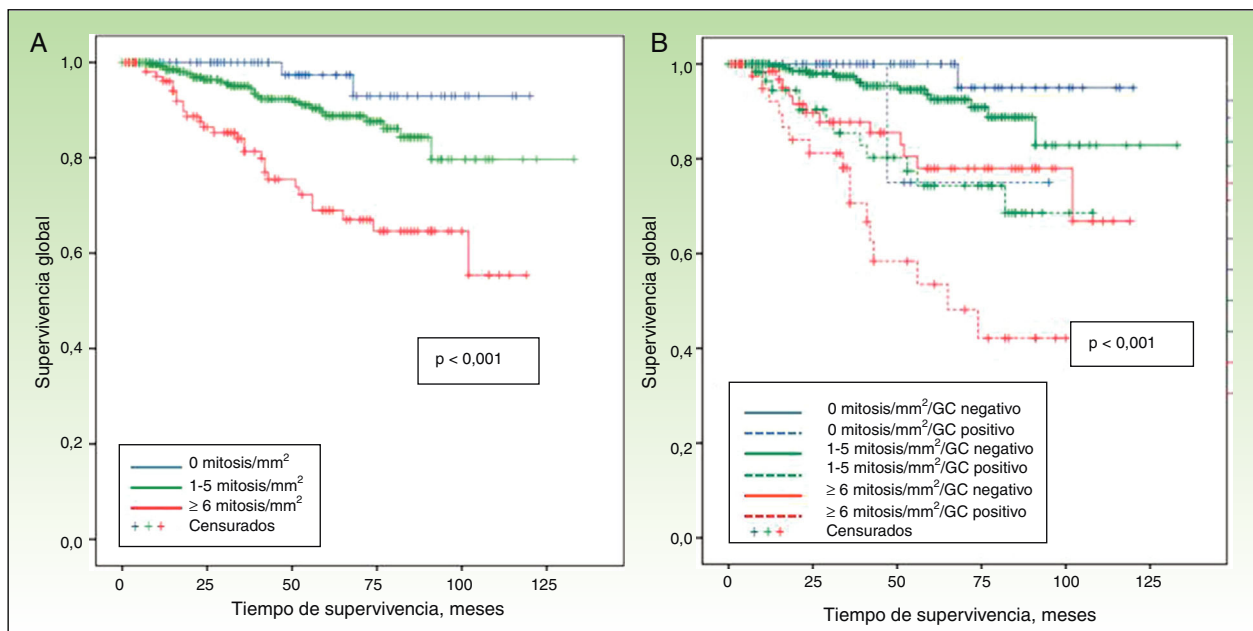 A
1,0
0,8
0,6
0,4
0,2
0,0
Supervivencia global
p < 0,001
0 mitosis/mm²
1-5 mitosis/mm²
≥ 6 mitosis/mm²
Censurados
0
25
50
75
100
125
Tiempo de supervivencia, meses
B
1,0
0,8
0,6
0,4
0,2
0,0
Supervivencia global
p < 0,001
0 mitosis/mm²/GC negativo
0 mitosis/mm²/GC positivo
1-5 mitosis/mm²/GC negativo
1-5 mitosis/mm²/GC positivo
≥ 6 mitosis/mm²/GC negativo
≥ 6 mitosis/mm²/GC positivo
Censurados
0
25
50
75
100
125
Tiempo de supervivencia, meses